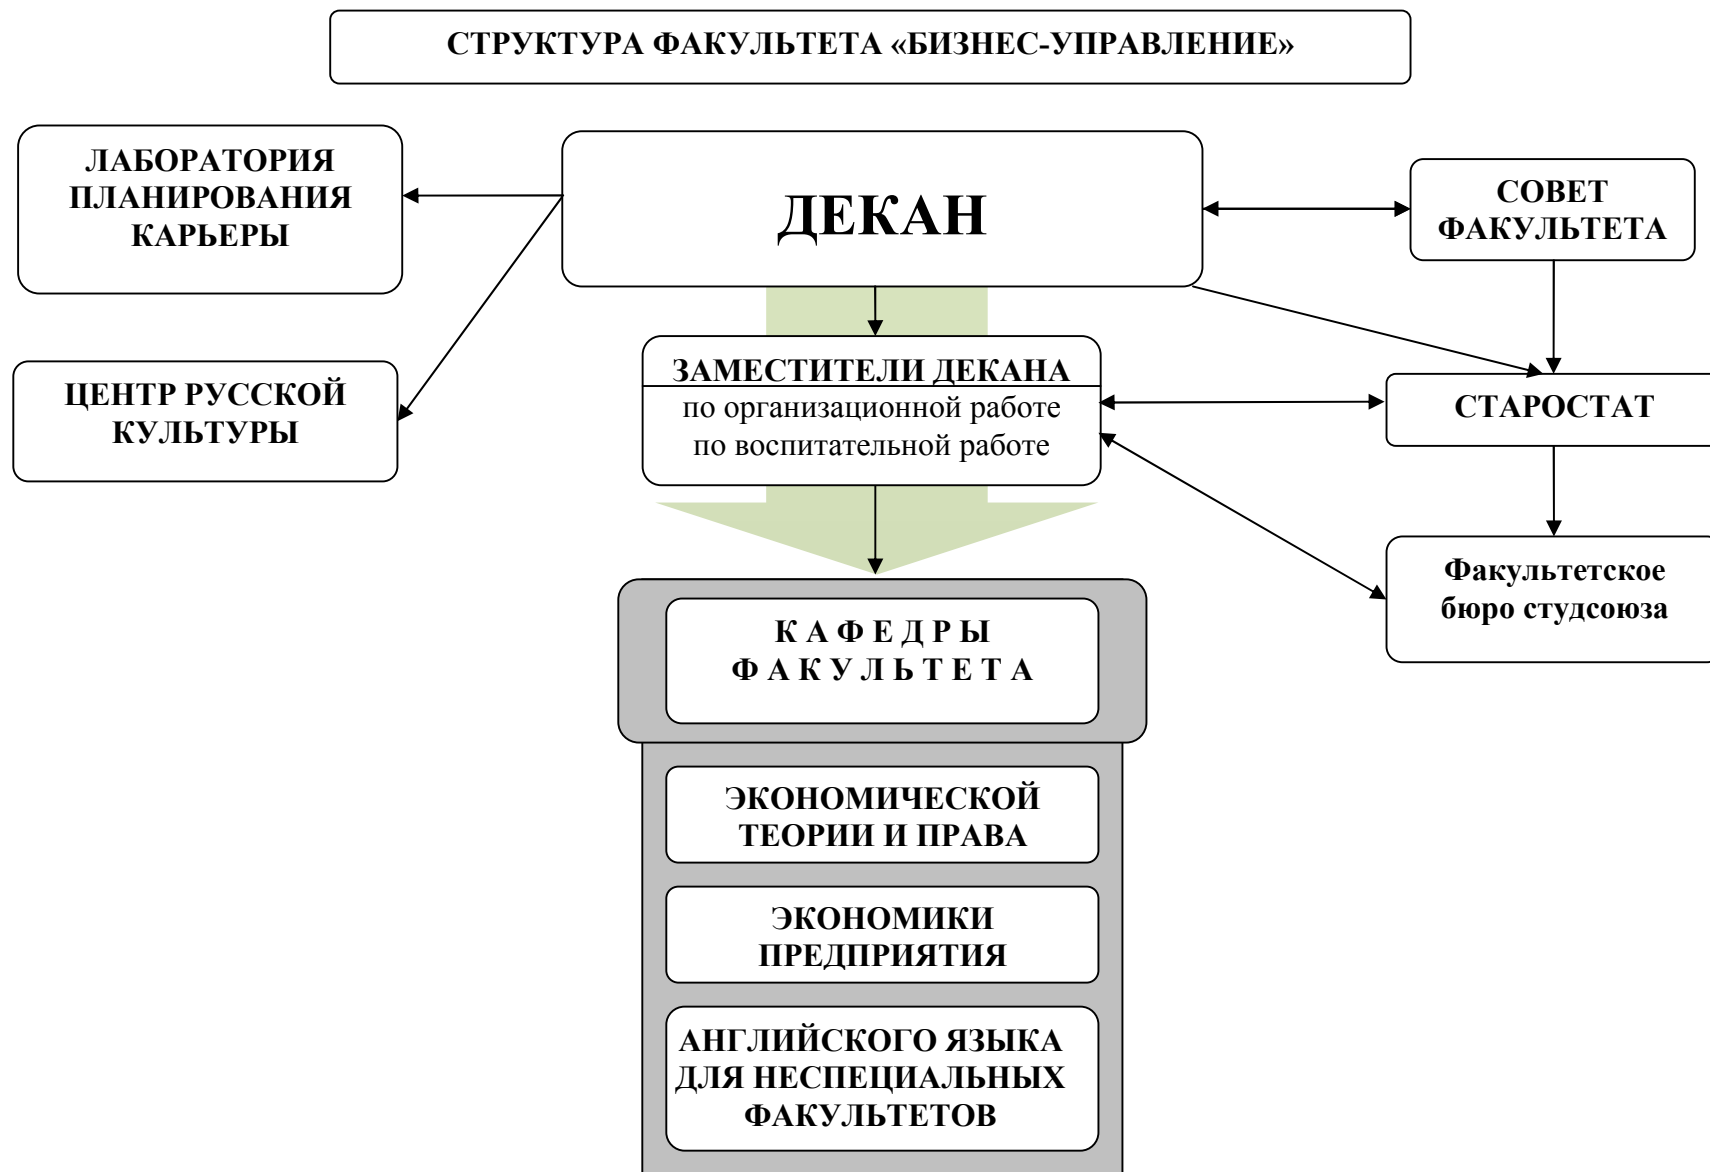 СТРУКТУРА ФАКУЛЬТЕТА «БИЗНЕС-УПРАВЛЕНИЕ»
ЛАБОРАТОРИЯ
ПЛАНИРОВАНИЯ
КАРЬЕРЫ
ДЕКАН
СОВЕТ
ФАКУЛЬТЕТА
ЦЕНТР РУССКОЙ
КУЛЬТУРЫ
ЗАМЕСТИТЕЛИ ДЕКАНА
по организационной работе
по воспитательной работе
СТАРОСТАТ
Факультетское
бюро студсоюза
К А Ф Е Д Р Ы
Ф А К У Л Ь Т Е Т А
ЭКОНОМИЧЕСКОЙ
ТЕОРИИ И ПРАВА
ЭКОНОМИКИ
ПРЕДПРИЯТИЯ
АНГЛИЙСКОГО ЯЗЫКА
ДЛЯ НЕСПЕЦИАЛЬНЫХ
ФАКУЛЬТЕТОВ